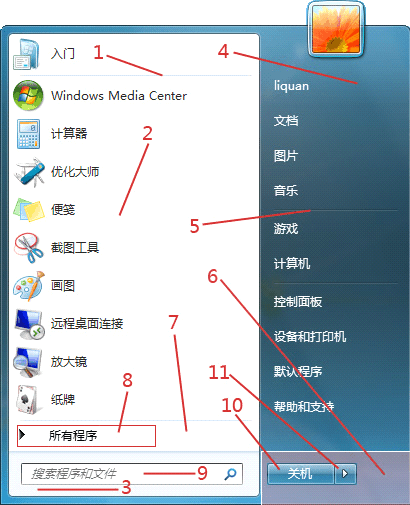 入门
1
Windows Media Center
计算器
2
优化大师
便笺
截图工具
画图
远程桌面连接
7
放大镜
纸牌
8
所有程序
搜索程序和文件
9
3
4
liquan
文档
图片
音乐
5
游戏
计算机
6
控制面板
设备和打印机
默认程序
11
帮助和支持
10
关机